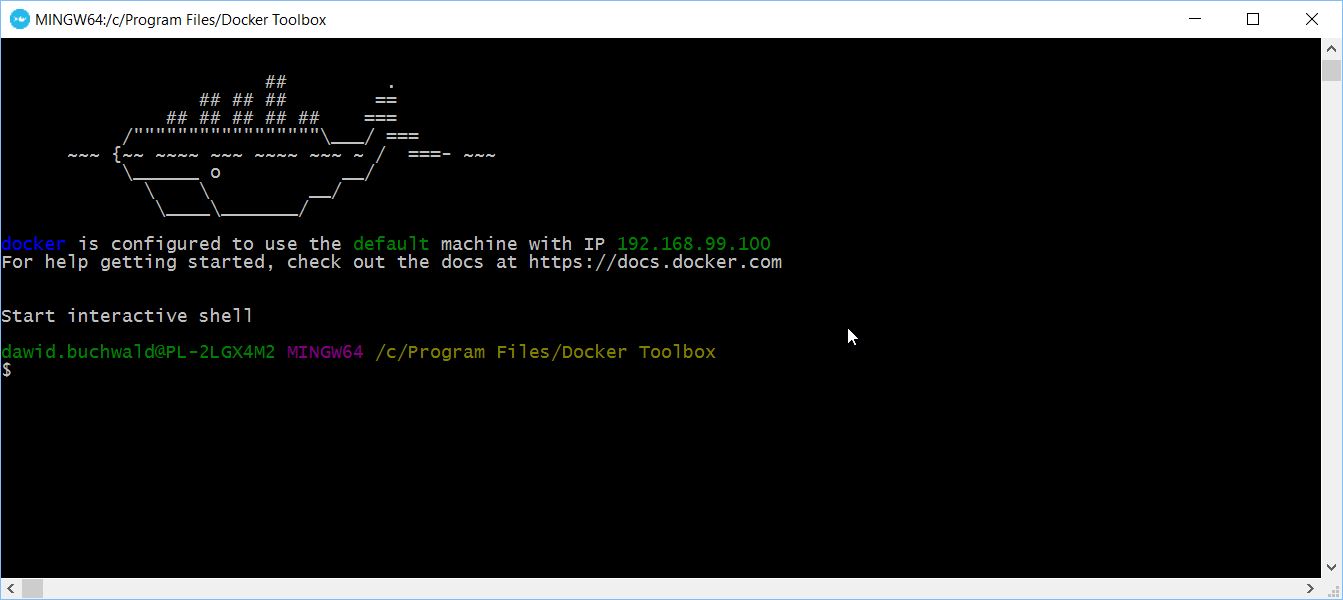 MINGW64:/c/Program Files/Docker Toolbox
                        ##         .
                  ## ## ##        ==
               ## ## ## ## ##    ===
           /"""""""""""""""""\___/ ===
      ~~~ {~~ ~~~~ ~~~ ~~~~ ~~~ ~ /  ===- ~~~
           \______ o           __/
             \    \         __/
              \____\_______/
docker is configured to use the default machine with IP 192.168.99.100
For help getting started, check out the docs at https://docs.docker.com
Start interactive shell
dawid.buchwald@PL-2LGX4M2 MINGW64 /c/Program Files/Docker Toolbox
$